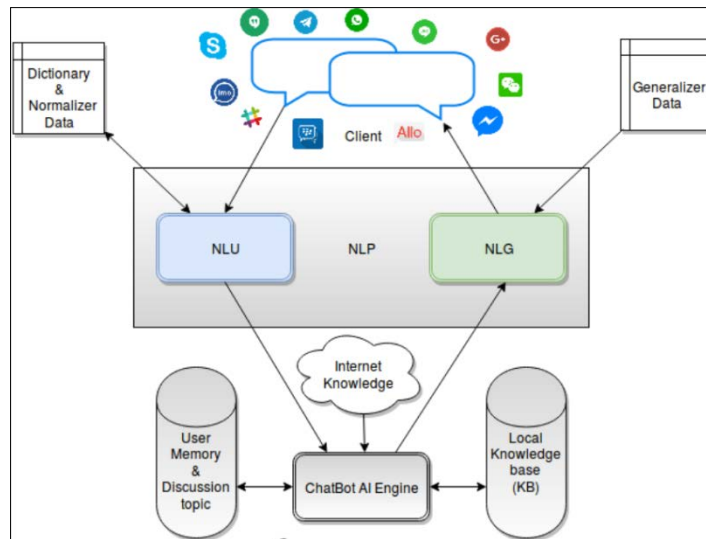 Dictionary
&
Normalizer
Data
S
imo
G+
Client
Allo
Generalizer
Data
NLU
NLP
NLG
Internet
Knowledge
User
Memory
&
Discussion
topic
ChatBot AI Engine
Local
Knowledge
base
(KB)